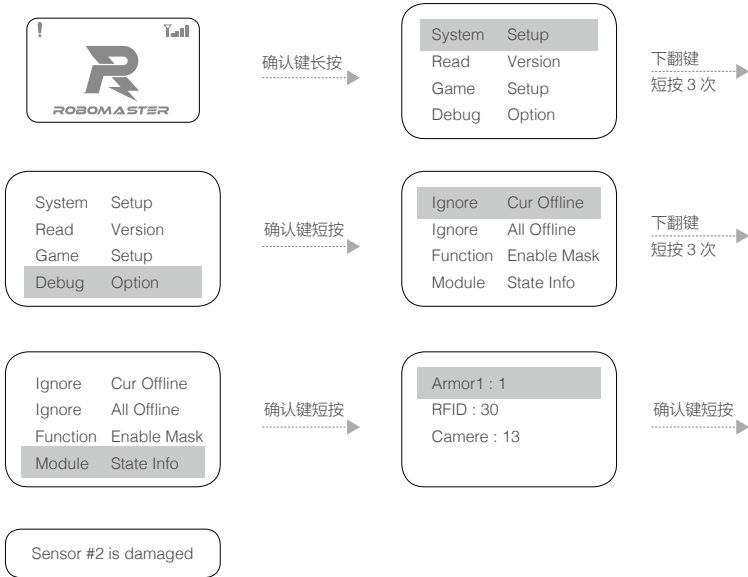 !
ROBOMASTER
确认键长按
System Setup
Read Version
Game Setup
Debug Option
下翻键
短按 3 次
System Setup
Read Version
Game Setup
Debug Option
确认键短按
Ignore Cur Offline
Ignore All Offline
Function Enable Mask
Module State Info
下翻键
短按 3 次
Ignore Cur Offline
Ignore All Offline
Function Enable Mask
Module State Info
确认键短按
Armor1 : 1
RFID : 30
Camere : 13
确认键短按
Sensor #2 is damaged